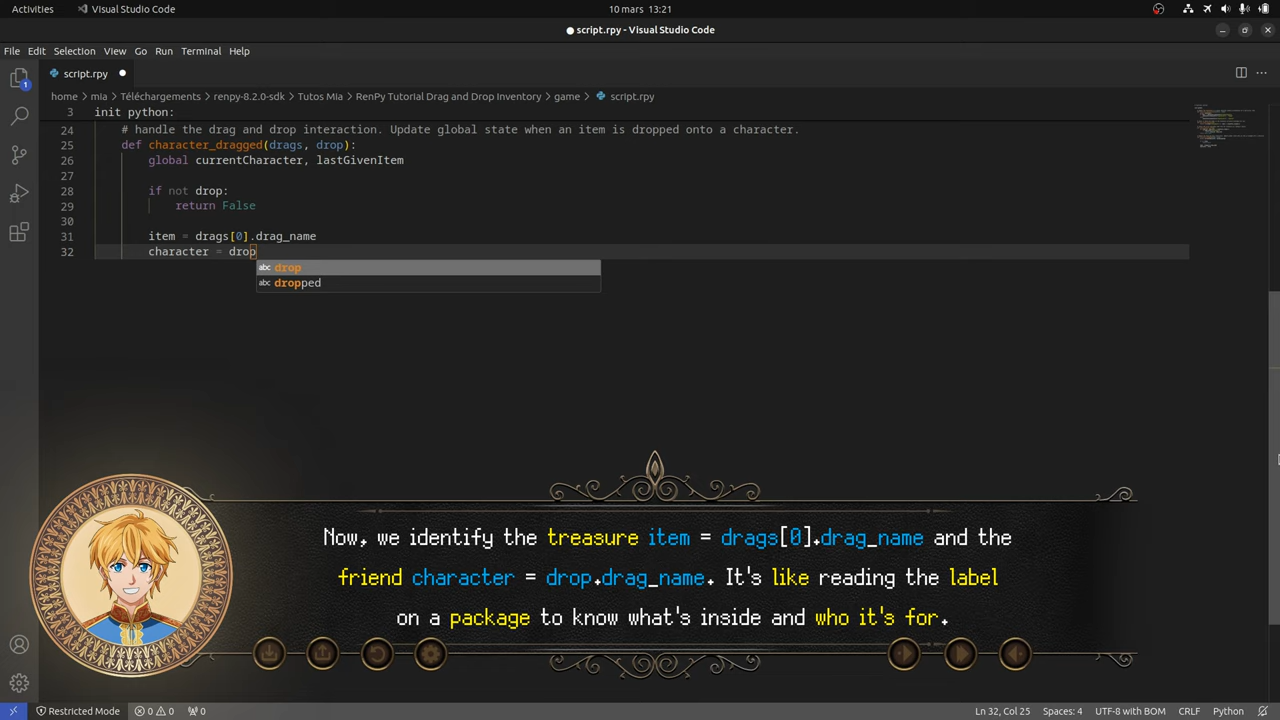 Activities
Visual Studio Code
10 mars 13:21
● script.rpy - Visual Studio Code
File Edit Selection View Go Run Terminal Help
1
script.rpy ●
home > mia > Téléchargements > renpy-8.2.0-sdk > Tutos Mia > RenPy Tutorial Drag and Drop Inventory > game > script.rpy
3 init python:
24 # handle the drag and drop interaction. Update global state when an item is dropped onto a character.
25 def character_dragged(drags, drop):
26 global currentCharacter, lastGivenItem
27
28 if not drop:
29 return False
30
31 item = drags[0].drag_name
32 character = drop
abc drop
abc dropped
Now, we identify the treasure item = drags[0].drag_name and the
friend character = drop.drag_name. It's like reading the label
on a package to know what's inside and who it's for.
Restricted Mode 0 0 0 Ln 32, Col 25 Spaces: 4 UTF-8 with BOM CRLF Python